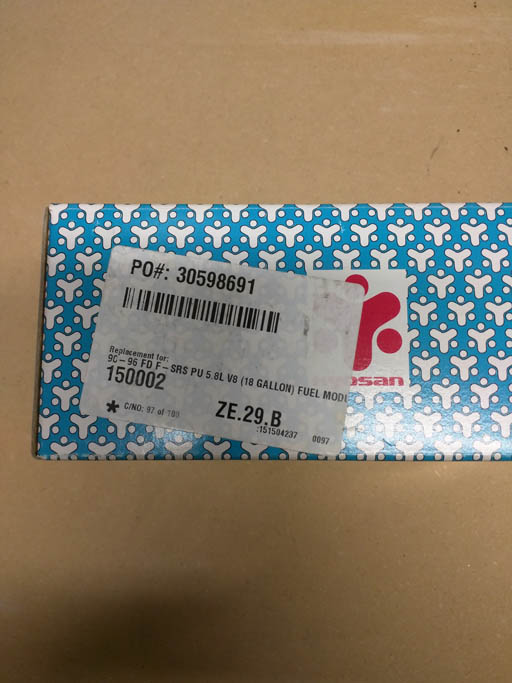 PO#: 30598691
Replacement for:
90-96 FD F-SRS PU 5.8L V8 (18 GALLON) FUEL MODU
150002
C/NO: 97 of 100
ZE.29.B
:151504237 0097
osan